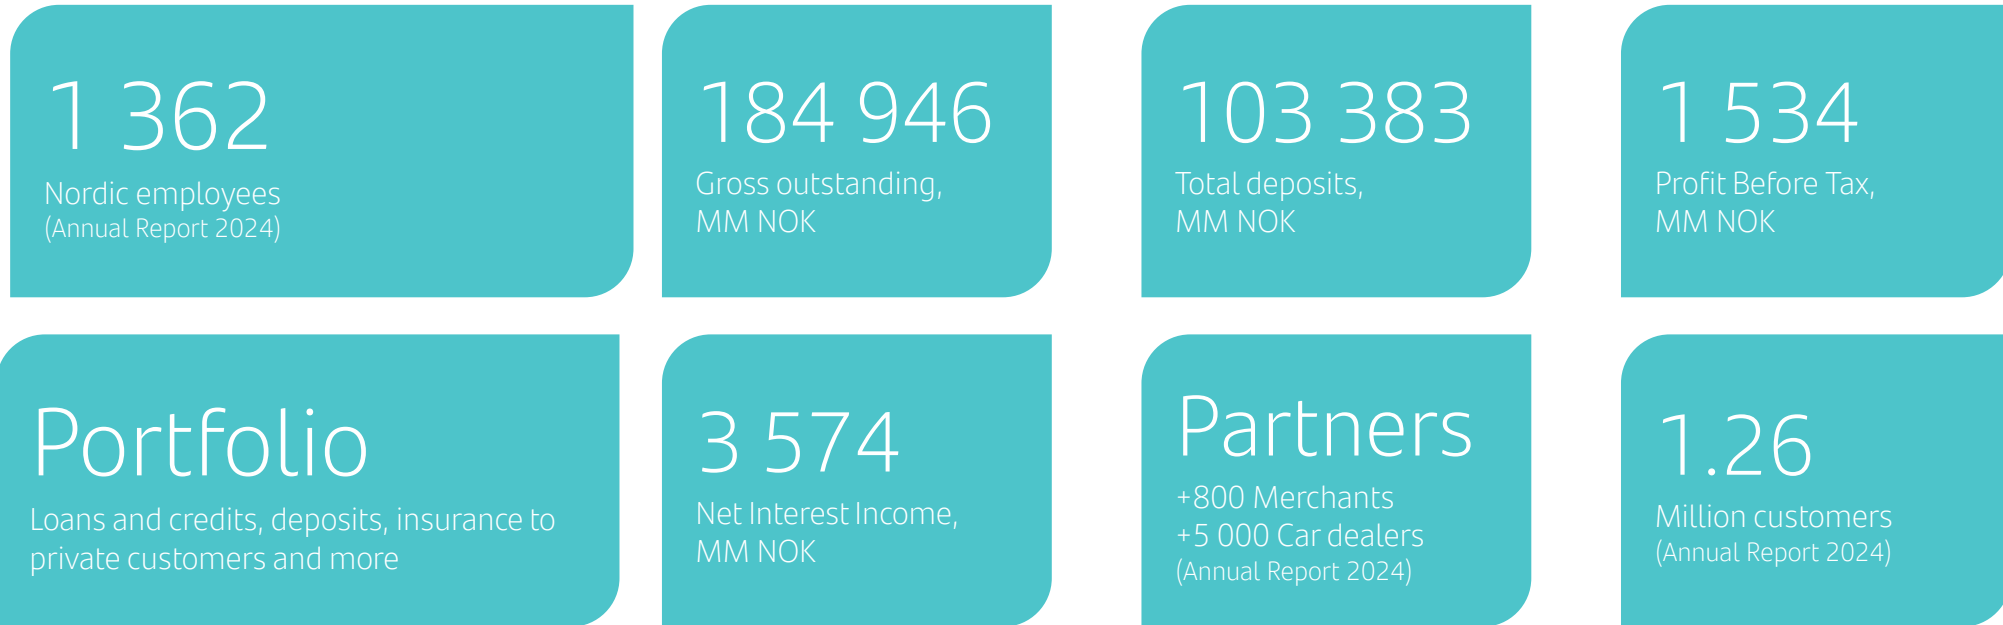 1 362
Nordic employees
(Annual Report 2024)
184 946
Gross outstanding,
MM NOK
103 383
Total deposits,
MM NOK
1 534
Profit Before Tax,
MM NOK
Portfolio
Loans and credits, deposits, insurance to
private customers and more
3 574
Net Interest Income,
MM NOK
Partners
+800 Merchants
+5 000 Car dealers
(Annual Report 2024)
1.26
Million customers
(Annual Report 2024)